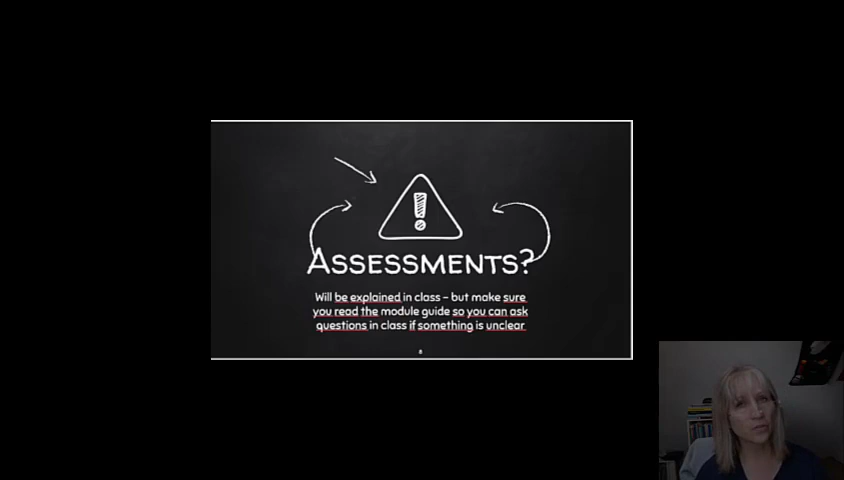 Assessments?
Will be explained in class – but make sure
you read the module guide so you can ask
questions in class if something is unclear
8